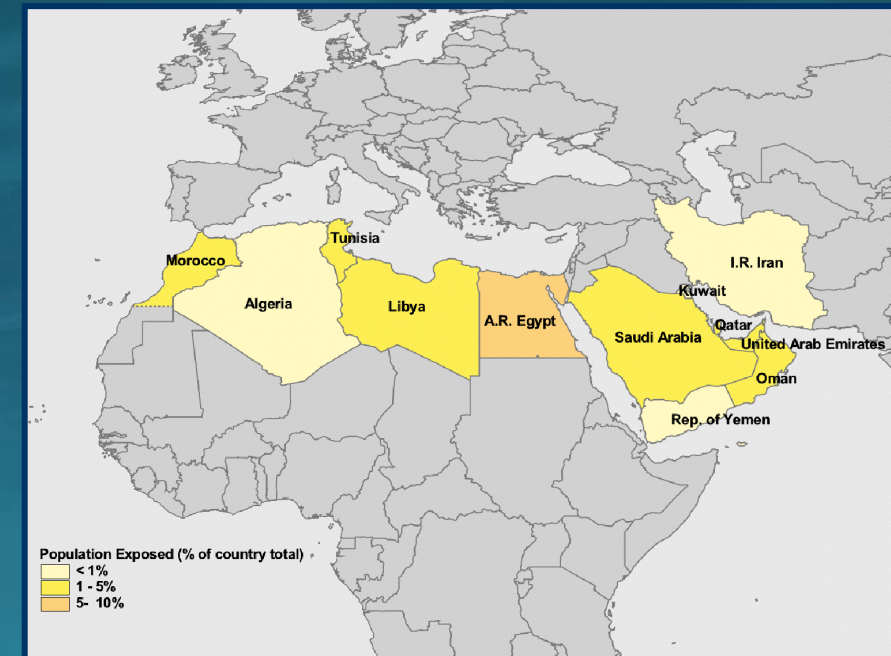 Tunisia
Morocco
I.R. Iran
Kuwait
Algeria
Libya
A.R. Egypt
Qatar
Saudi Arabia
United Arab Emirates
Oman
Rep. of Yemen
Population Exposed (% of country total)
< 1%
1 - 5%
5- 10%